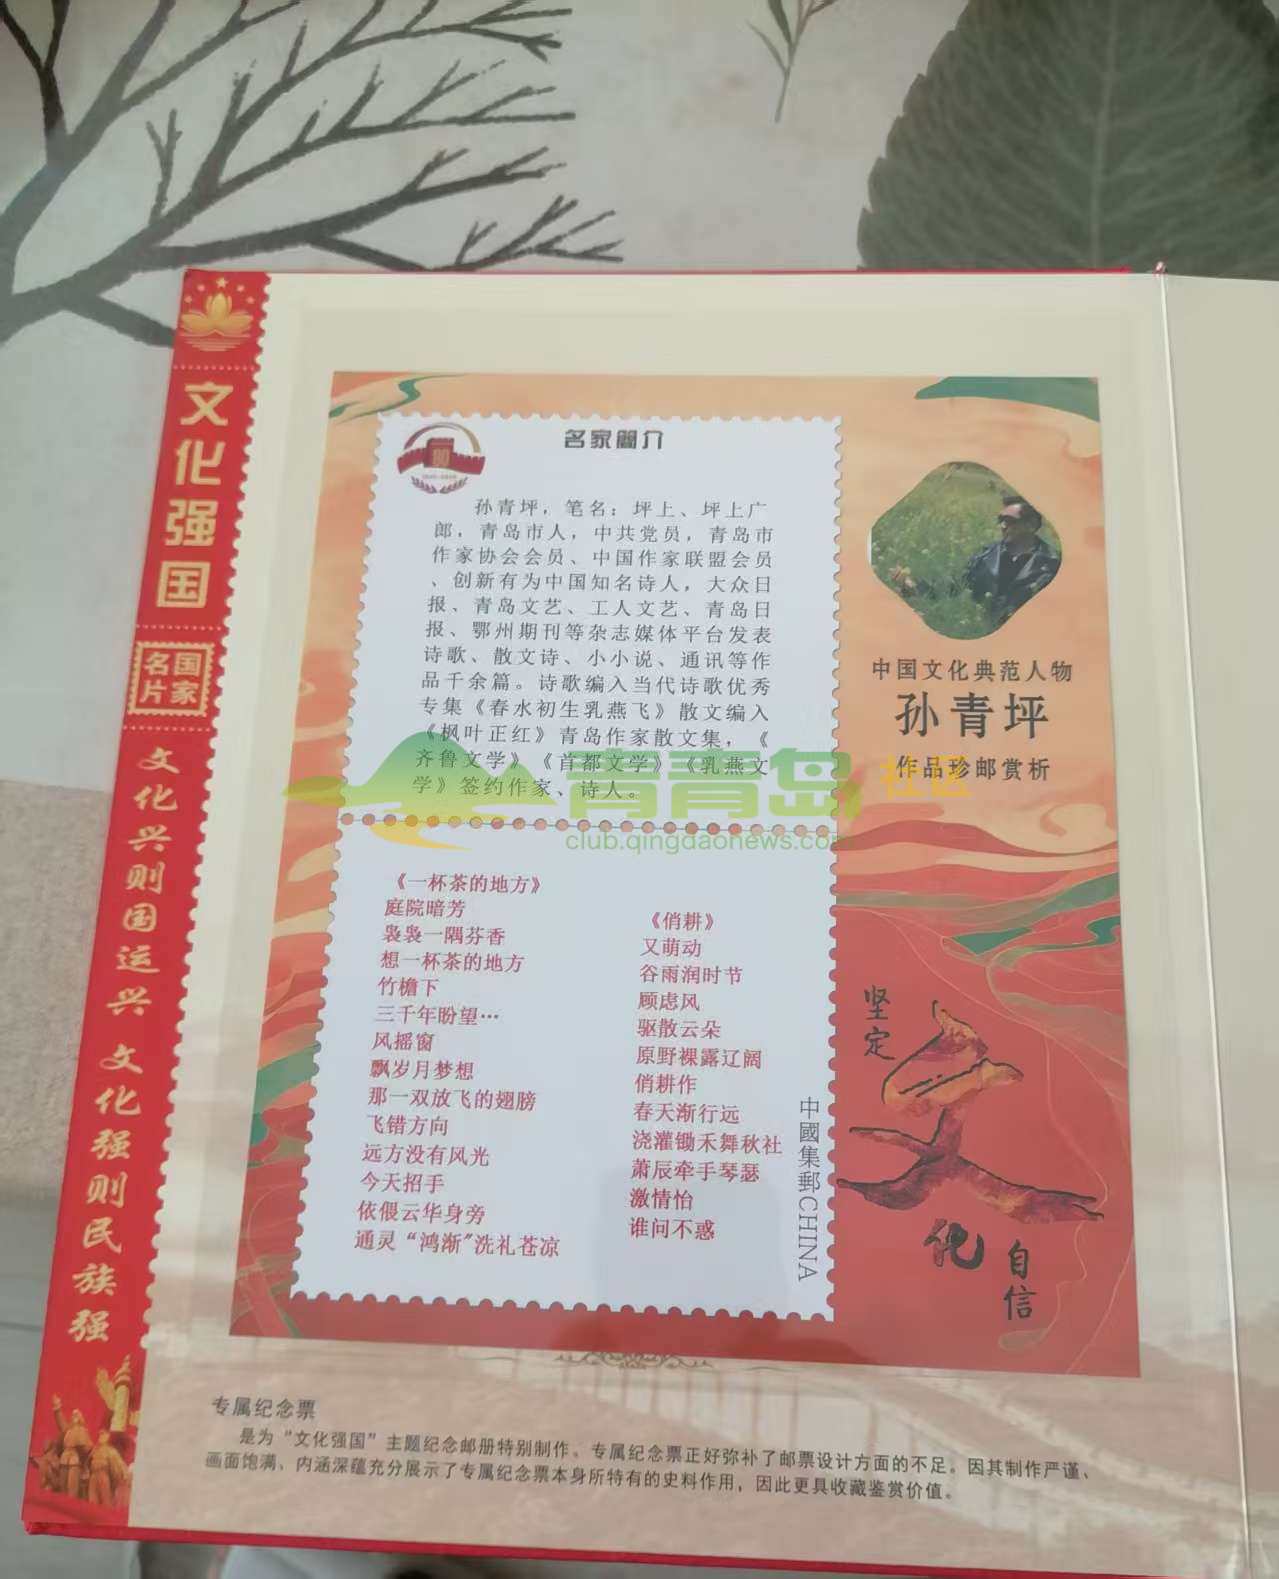 文化强国
国家
名片
文化兴则国运兴 文化强则民族强
名家簡介
80
孙青坪，笔名：坪上、坪上广
郎，青岛市人，中共党员，青岛市
作家协会会员、中国作家联盟会员
、创新有为中国知名诗人，大众日
报、青岛文艺、工人文艺、青岛日
报、鄂州期刊等杂志媒体平台发表
诗歌、散文诗、小小说、通讯等作
品千余篇。诗歌编入当代诗歌优秀
专集《春水初生乳燕飞》散文编入
《枫叶正红》青岛作家散文集，《
齐鲁文学》《首都文学》《乳燕文
学》签约作家、诗人。
中国文化典范人物
孙青坪
作品珍邮赏析
青青岛 社区
club.qingdaonews.com
《一杯茶的地方》
庭院暗芳
袅袅一隅芬香
想一杯茶的地方
竹檐下
三千年盼望…
风摇窗
飘岁月梦想
那一双放飞的翅膀
飞错方向
远方没有风光
今天招手
依偎云华身旁
通灵“鸿渐”洗礼苍凉
《俏耕》
又萌动
谷雨润时节
顾虑风
驱散云朵
原野裸露辽阔
俏耕作
春天渐行远
浇灌锄禾舞秋社
萧辰牵手琴瑟
激情怡
谁问不惑
中國集郵CHINA
坚定
文化
自信
专属纪念票
是为“文化强国”主题纪念邮册特别制作。专属纪念票正好弥补了邮票设计方面的不足。因其制作严谨、
画面饱满、内涵深蕴充分展示了专属纪念票本身所特有的史料作用，因此更具收藏鉴赏价值。